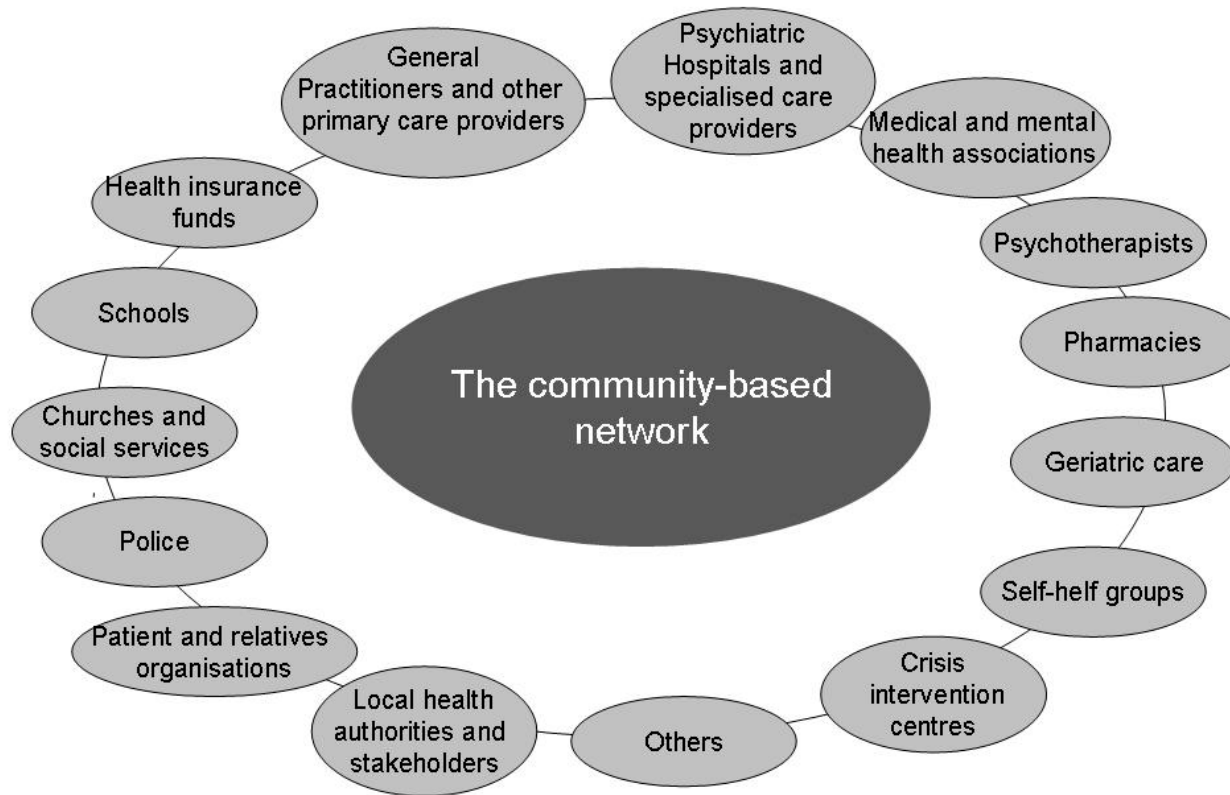 General
Practitioners and other
primary care providers
Psychiatric
Hospitals and
specialised care
providers
Medical and mental
health associations
Psychotherapists
Pharmacies
Geriatric care
Self-helf groups
Crisis
intervention
centres
Others
Local health
authorities and
stakeholders
Patient and relatives
organisations
Police
Churches and
social services
Schools
Health insurance
funds
The community-based
network